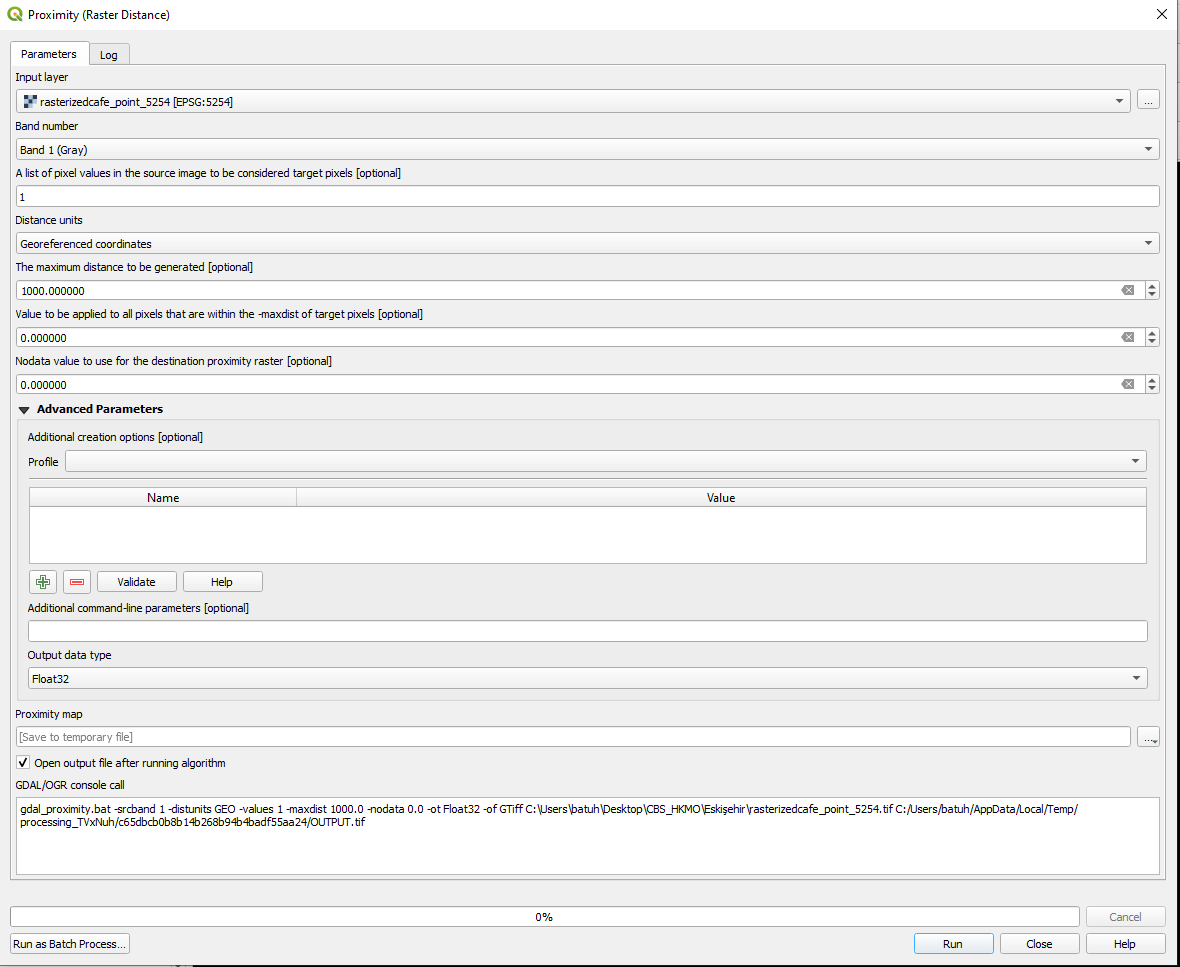 Proximity (Raster Distance)
Parameters
Log
Input layer
rasterizedcafe_point_5254 [EPSG:5254]
...
Band number
Band 1 (Gray)
A list of pixel values in the source image to be considered target pixels [optional]
1
Distance units
Georeferenced coordinates
The maximum distance to be generated [optional]
1000.000000
Value to be applied to all pixels that are within the -maxdist of target pixels [optional]
0.000000
Nodata value to use for the destination proximity raster [optional]
0.000000
Advanced Parameters
Additional creation options [optional]
Profile
Name Value
Validate Help
Additional command-line parameters [optional]
Output data type
Float32
Proximity map
[Save to temporary file]
...
Open output file after running algorithm
GDAL/OGR console call
gdal_proximity.bat -srcband 1 -distunits GEO -values 1 -maxdist 1000.0 -nodata 0.0 -ot Float32 -of GTiff C:\Users\batuh\Desktop\CBS_HKMO\Eskişehir\rasterizedcafe_point_5254.tif C:/Users/batuh/AppData/Local/Temp/
processing_TVxNuh/c65dbcb0b8b14b268b94b4badf55aa24/OUTPUT.tif
0%
Cancel
Run as Batch Process...
Run
Close
Help